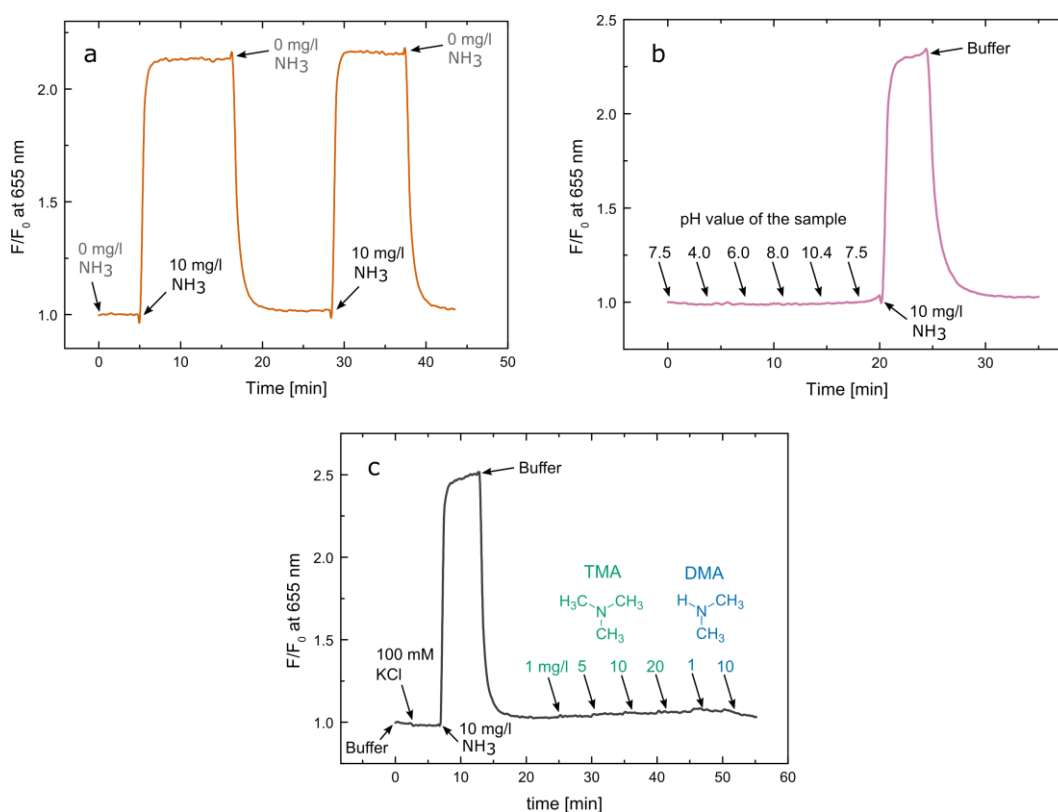 a
0 mg/l
NH3
0 mg/l
NH3
0 mg/l
NH3
10 mg/l
NH3
10 mg/l
NH3
F/F0 at 655 nm
2.0
1.5
1.0
0 10 20 30 40 50
Time [min]
b
Buffer
pH value of the sample
7.5 4.0 6.0 8.0 10.4 7.5
10 mg/l
NH3
F/F0 at 655 nm
2.5
2.0
1.5
1.0
0 10 20 30
Time [min]
c
Buffer
TMA
H3C CH3
N
CH3
DMA
H CH3
N
CH3
100 mM
KCl
1 mg/l 5 10 20 1 10
Buffer
10 mg/l
NH3
F/F0 at 655 nm
2.5
2.0
1.5
1.0
0 10 20 30 40 50 60
time [min]